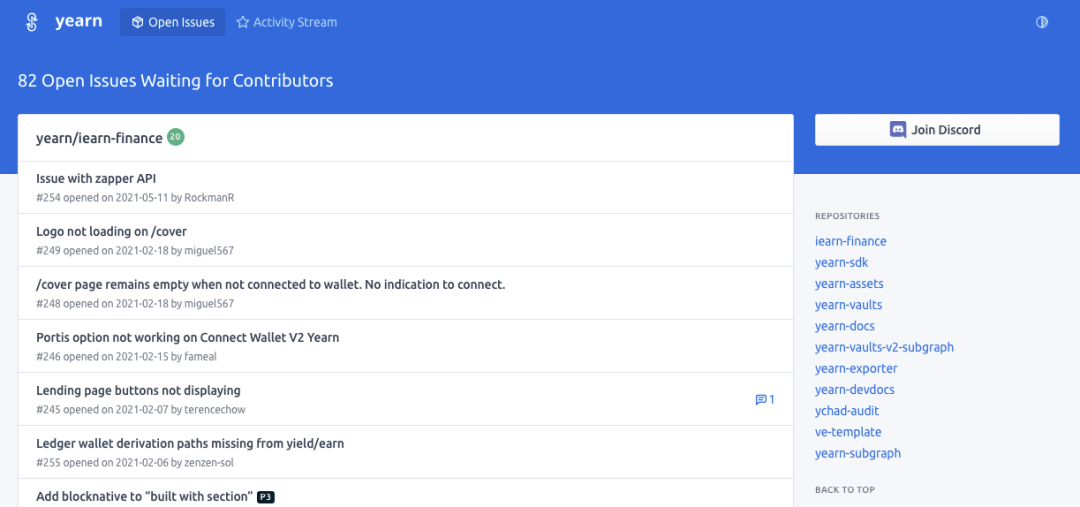 yearn
Open Issues
Activity Stream
82 Open Issues Waiting for Contributors
yearn/iearn-finance 20
Issue with zapper API
#254 opened on 2021-05-11 by RockmanR
Logo not loading on /cover
#249 opened on 2021-02-18 by miguel567
/cover page remains empty when not connected to wallet. No indication to connect.
#248 opened on 2021-02-18 by miguel567
Portis option not working on Connect Wallet V2 Yearn
#246 opened on 2021-02-15 by fameal
Lending page buttons not displaying
#245 opened on 2021-02-07 by terencechow
1
Ledger wallet derivation paths missing from yield/earn
#255 opened on 2021-02-06 by zenzen-sol
Add blocknative to “built with section” P3
Join Discord
REPOSITORIES
iearn-finance
yearn-sdk
yearn-assets
yearn-vaults
yearn-docs
yearn-vaults-v2-subgraph
yearn-exporter
yearn-devdocs
ychad-audit
ve-template
yearn-subgraph
BACK TO TOP